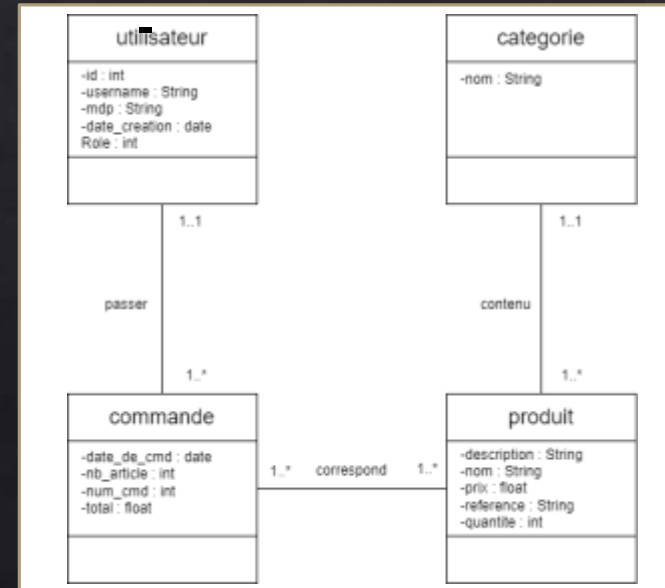 utilisateur
-id : int
-username : String
-mdp : String
-date_creation : date
Role : int
categorie
-nom : String
1..1
1..1
passer
contenu
1..*
1..*
commande
-date_de_cmd : date
-nb_article : int
-num_cmd : int
-total : float
1..*
correspond
1..*
produit
-description : String
-nom : String
-prix : float
-reference : String
-quantite : int